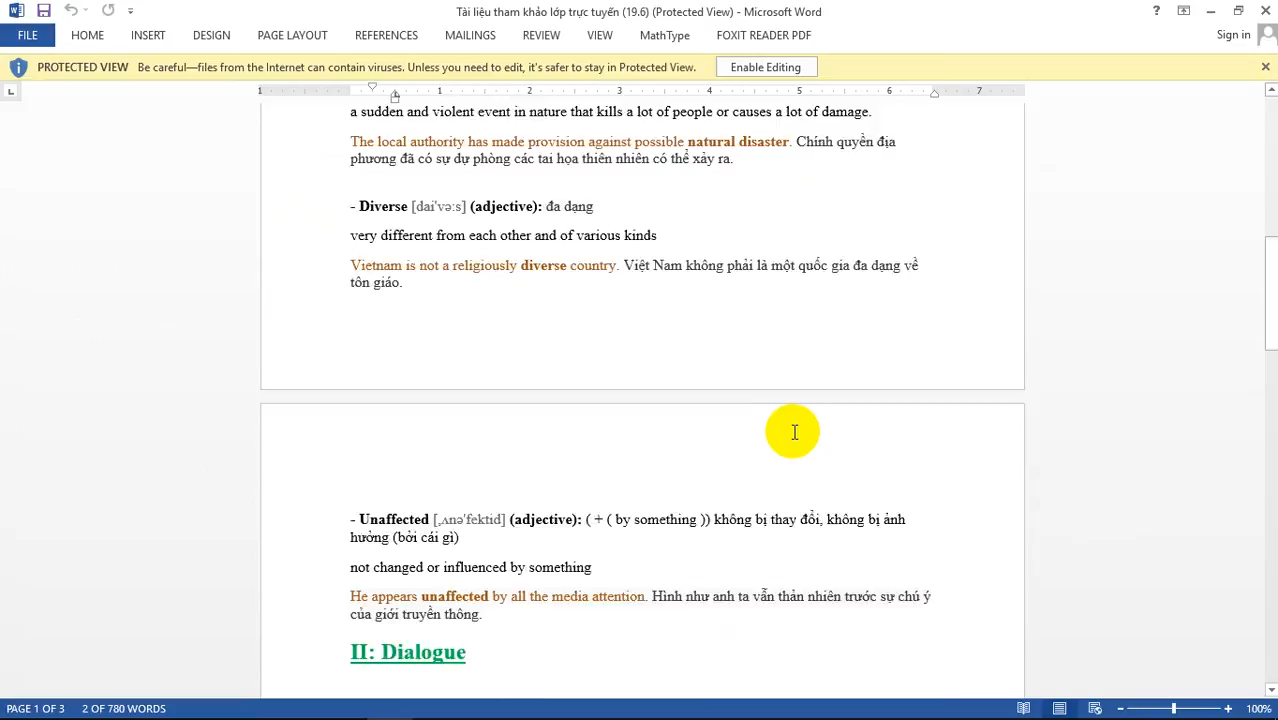 Tài liệu tham khảo lớp trực tuyến (19.6) (Protected View) - Microsoft Word
FILE HOME INSERT DESIGN PAGE LAYOUT REFERENCES MAILINGS REVIEW VIEW MathType FOXIT READER PDF Sign in
PROTECTED VIEW Be careful—files from the Internet can contain viruses. Unless you need to edit, it's safer to stay in Protected View. Enable Editing
1 1 2 3 4 5 6 7
a sudden and violent event in nature that kills a lot of people or causes a lot of damage.
The local authority has made provision against possible natural disaster. Chính quyền địa
phương đã có sự dự phòng các tai họa thiên nhiên có thể xảy ra.
- Diverse [dai'və:s] (adjective): đa dạng
very different from each other and of various kinds
Vietnam is not a religiously diverse country. Việt Nam không phải là một quốc gia đa dạng về
tôn giáo.
- Unaffected [,ʌnə'fektid] (adjective): ( + ( by something )) không bị thay đổi, không bị ảnh
hưởng (bởi cái gì)
not changed or influenced by something
He appears unaffected by all the media attention. Hình như anh ta vẫn thản nhiên trước sự chú ý
của giới truyền thông.
II: Dialogue
PAGE 1 OF 3 2 OF 780 WORDS 100%